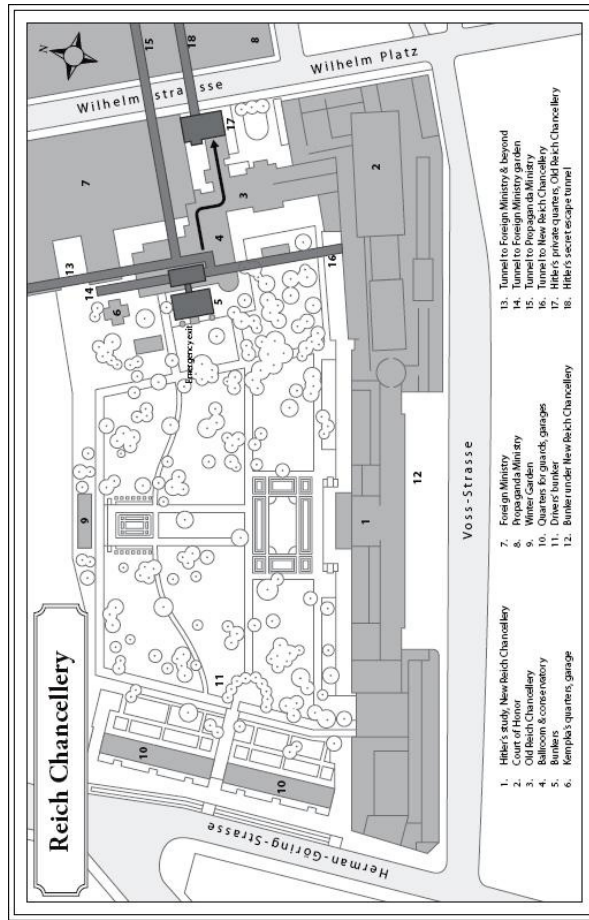 Reich Chancellery
N
15
18
8
Wilhelmstrasse
Wilhelm Platz
7
17
13
14
4
3
2
6
5
Emergency exit
16
9
1
12
Voss-Strasse
11
10
10
Herman-Göring-Strasse
1. Hitler's study, New Reich Chancellery
2. Court of Honor
3. Old Reich Chancellery
4. Ballroom & conservatory
5. Bunkers
6. Kempka's quarters, garage
7. Foreign Ministry
8. Propaganda Ministry
9. Winter Garden
10. Quarters for guards, garages
11. Drivers' bunker
12. Bunker under New Reich Chancellery
13. Tunnel to Foreign Ministry & beyond
14. Tunnel to Foreign Ministry garden
15. Tunnel to Propaganda Ministry
16. Tunnel to New Reich Chancellery
17. Hitler's private quarters, Old Reich Chancellery
18. Hitler's secret escape tunnel